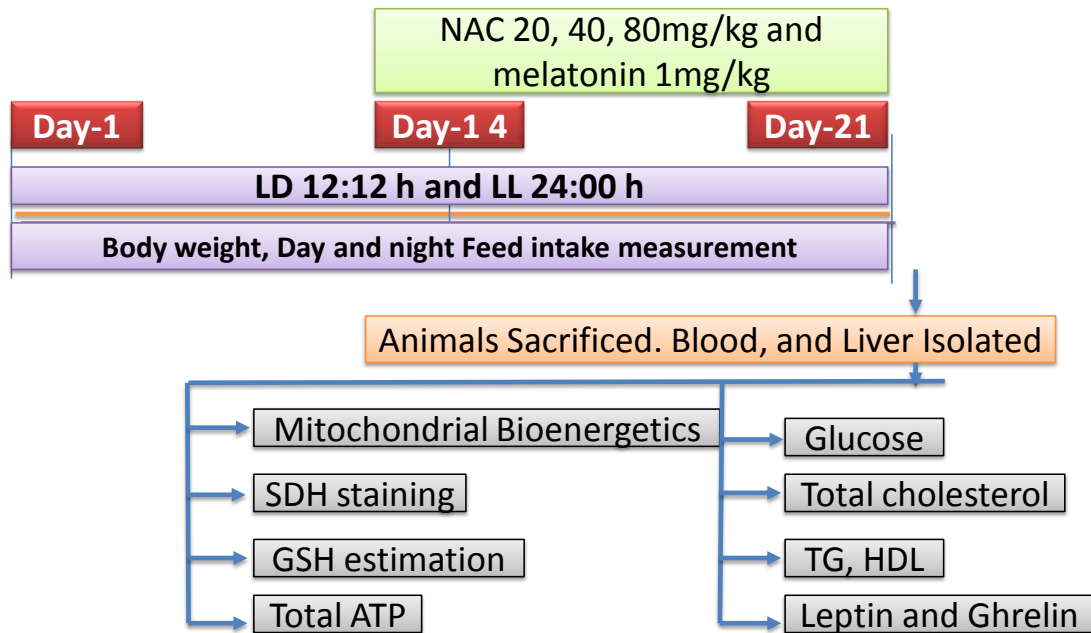 NAC 20, 40, 80mg/kg and
melatonin 1mg/kg
Day-1
Day-1 4
Day-21
LD 12:12 h and LL 24:00 h
Body weight, Day and night Feed intake measurement
Animals Sacrificed. Blood, and Liver Isolated
Mitochondrial Bioenergetics
SDH staining
GSH estimation
Total ATP
Glucose
Total cholesterol
TG, HDL
Leptin and Ghrelin